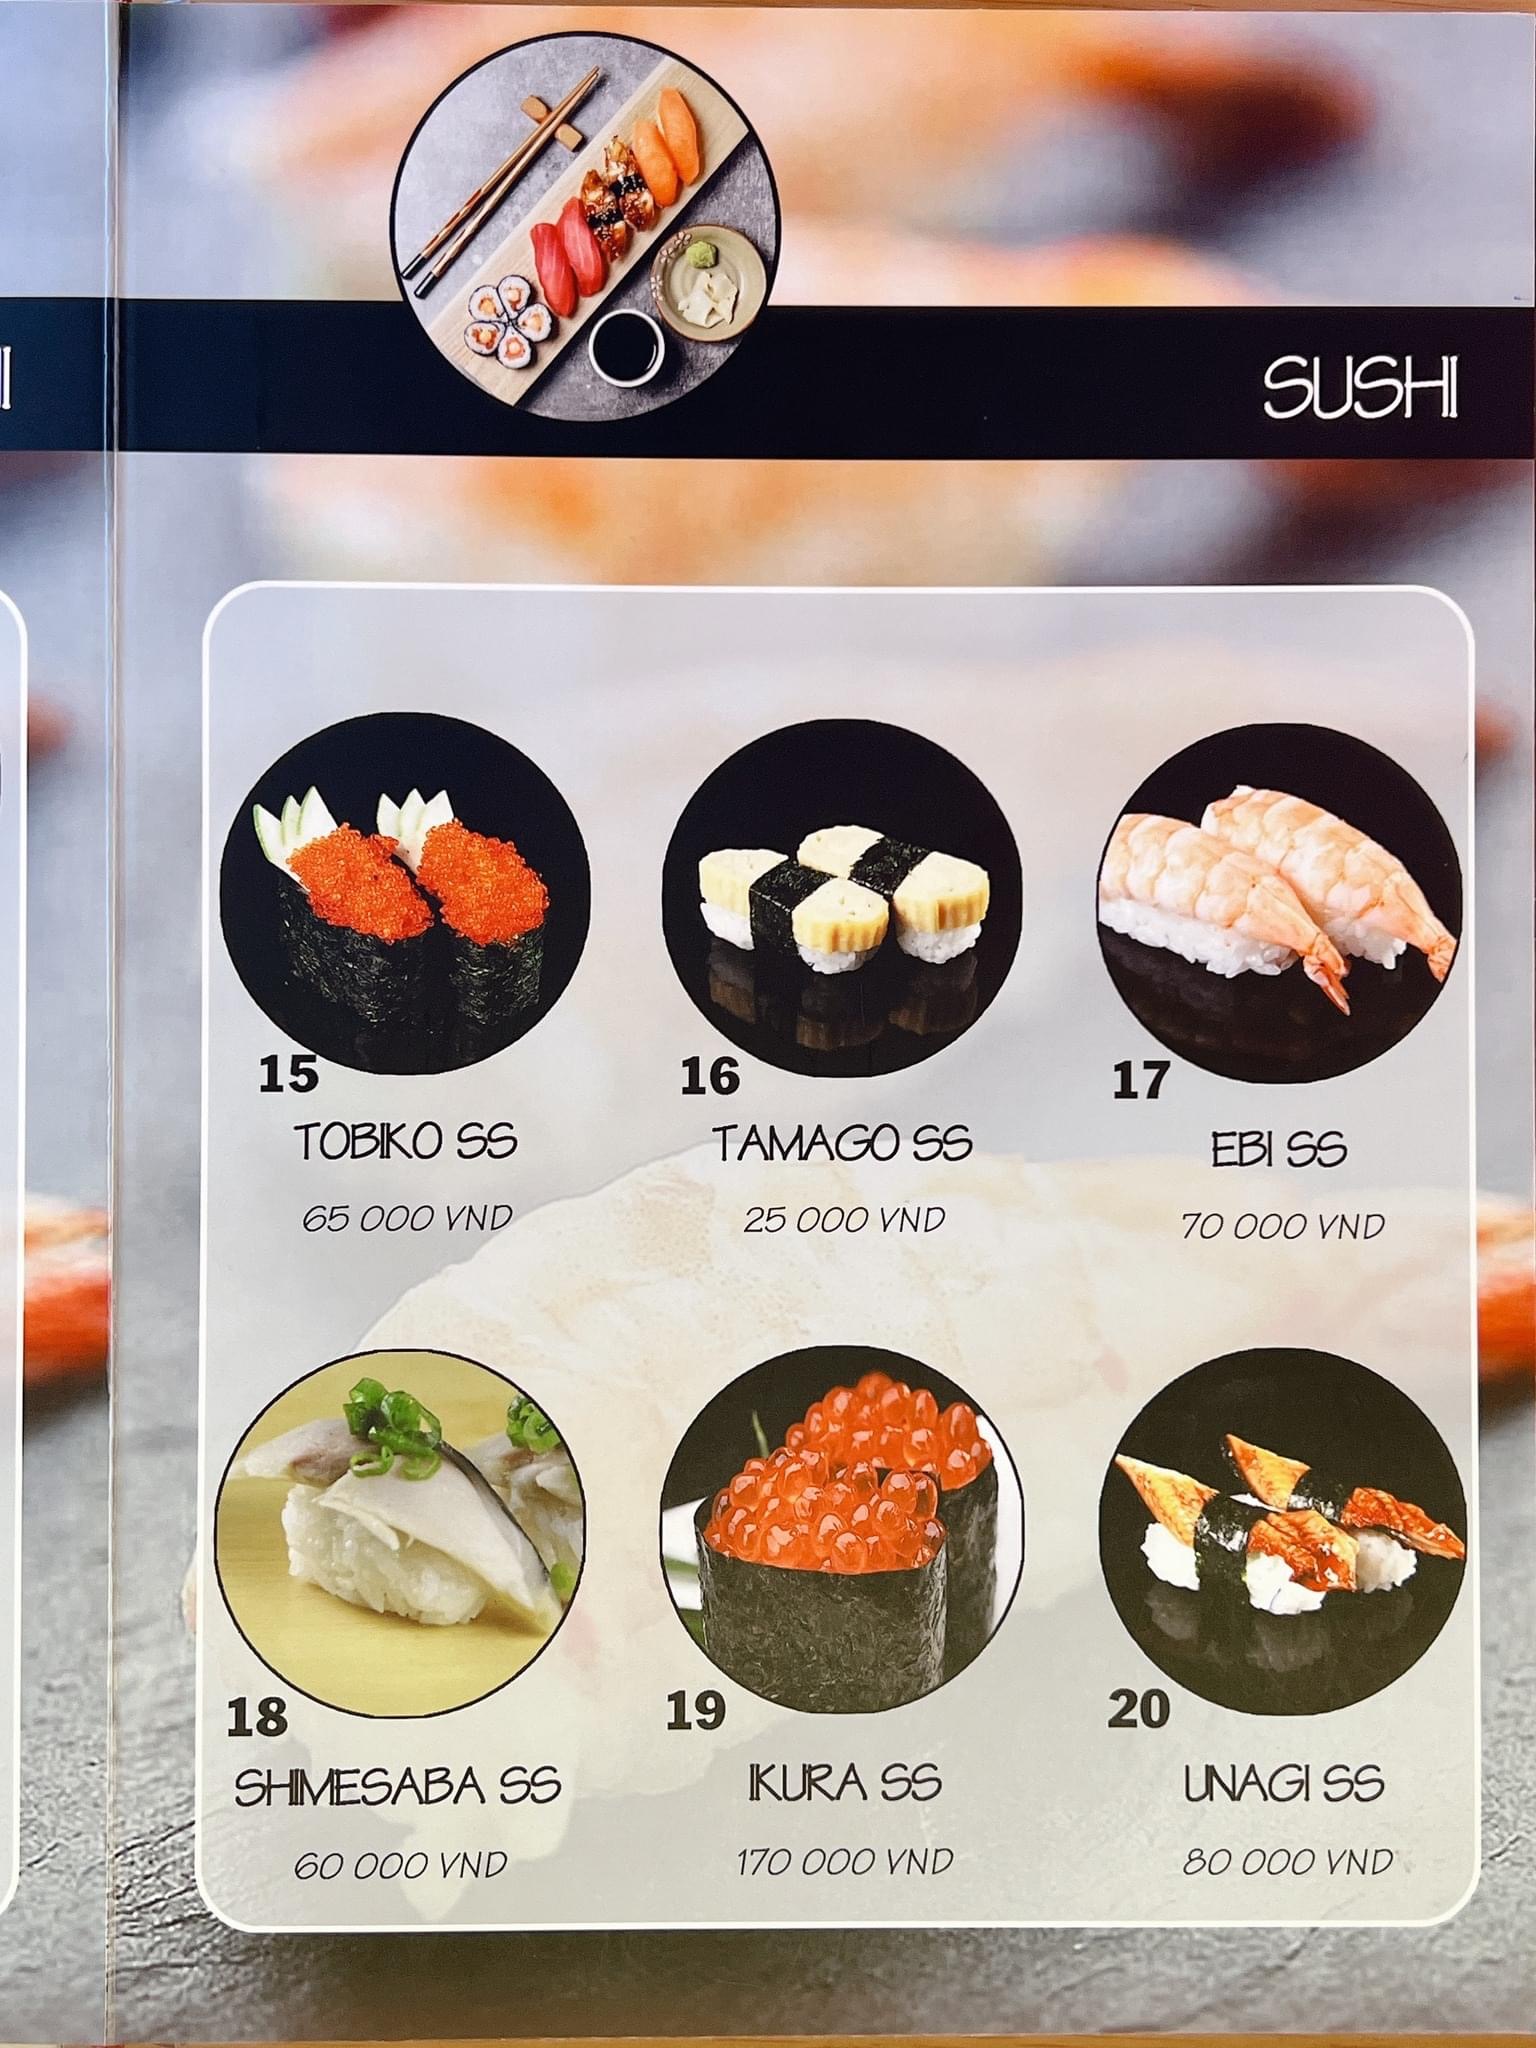 I
SUSHI
15
16
17
TOBIKO SS
TAMAGO SS
EBI SS
65 000 VND
25 000 VND
70 000 VND
18
19
20
SHIMESABA SS
IKURA SS
UNAGI SS
60 000 VND
170 000 VND
80 000 VND